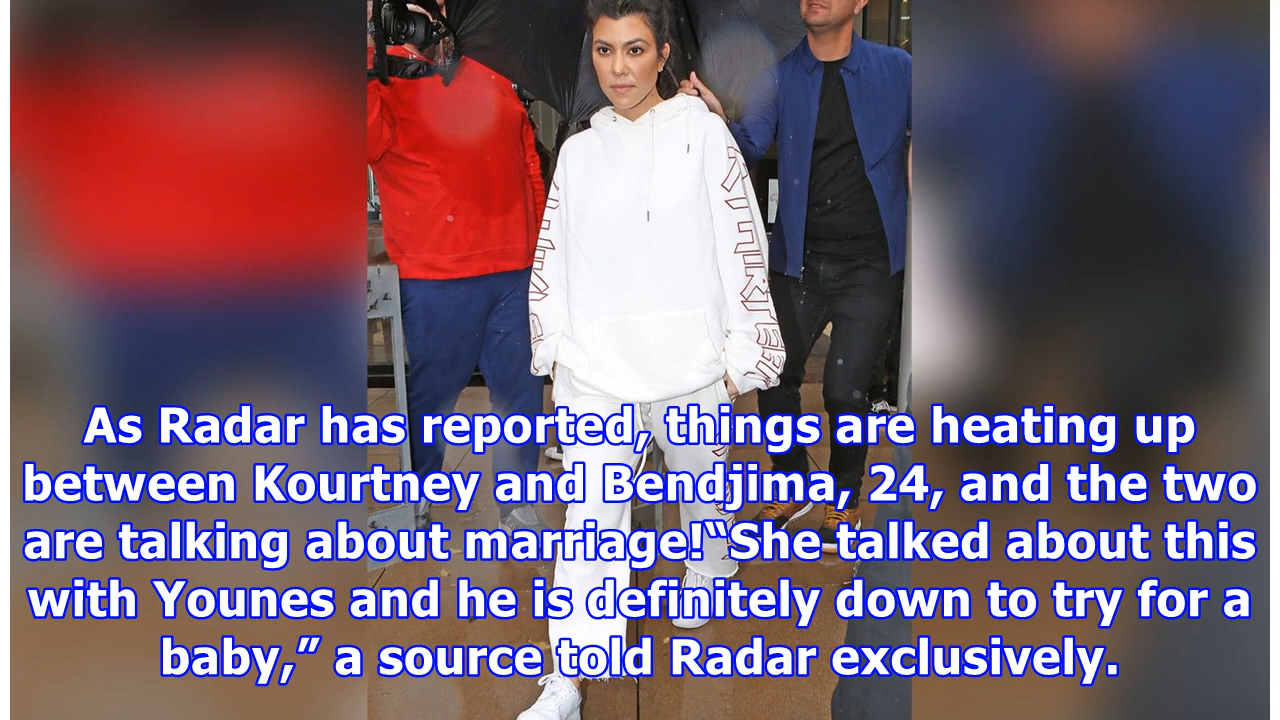 As Radar has reported, things are heating up
between Kourtney and Bendjima, 24, and the two
are talking about marriage!“She talked about this
with Younes and he is definitely down to try for a
baby,” a source told Radar exclusively.